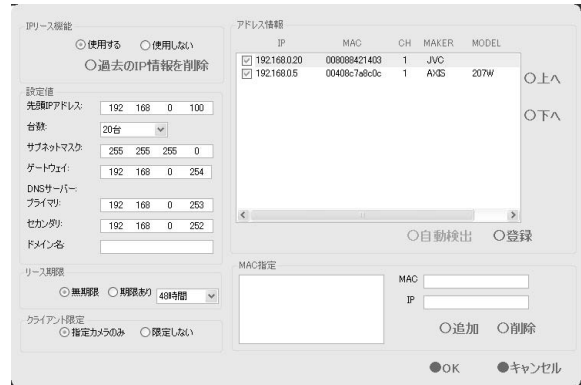 IPリース機能
使用する 使用しない
過去のIP情報を削除
設定値
先頭IPアドレス: 192 168 0 100
台数: 20台
サブネットマスク: 255 255 255 0
ゲートウェイ: 192 168 0 254
DNSサーバー:
プライマリ: 192 168 0 253
セカンダリ: 192 168 0 252
ドメイン名:
リース期限
無期限 期限あり 48時間
クライアント限定
指定カメラのみ 限定しない
アドレス情報
IP MAC CH MAKER MODEL
192.168.0.20 008088421403 1 JVC
192.168.0.5 00408c7a8c0c 1 AXIS 207W
上へ
下へ
自動検出 登録
MAC指定
MAC
IP
追加 削除
OK キャンセル